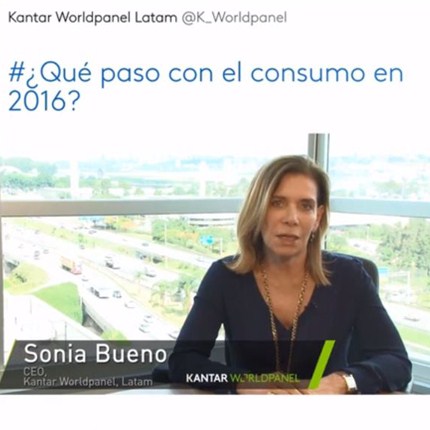 Kantar Worldpanel Latam @K_Worldpanel
#¿Qué paso con el consumo en
2016?
Sonia Bueno
CEO,
Kantar Worldpanel, Latam
KANTAR WORLDPANEL